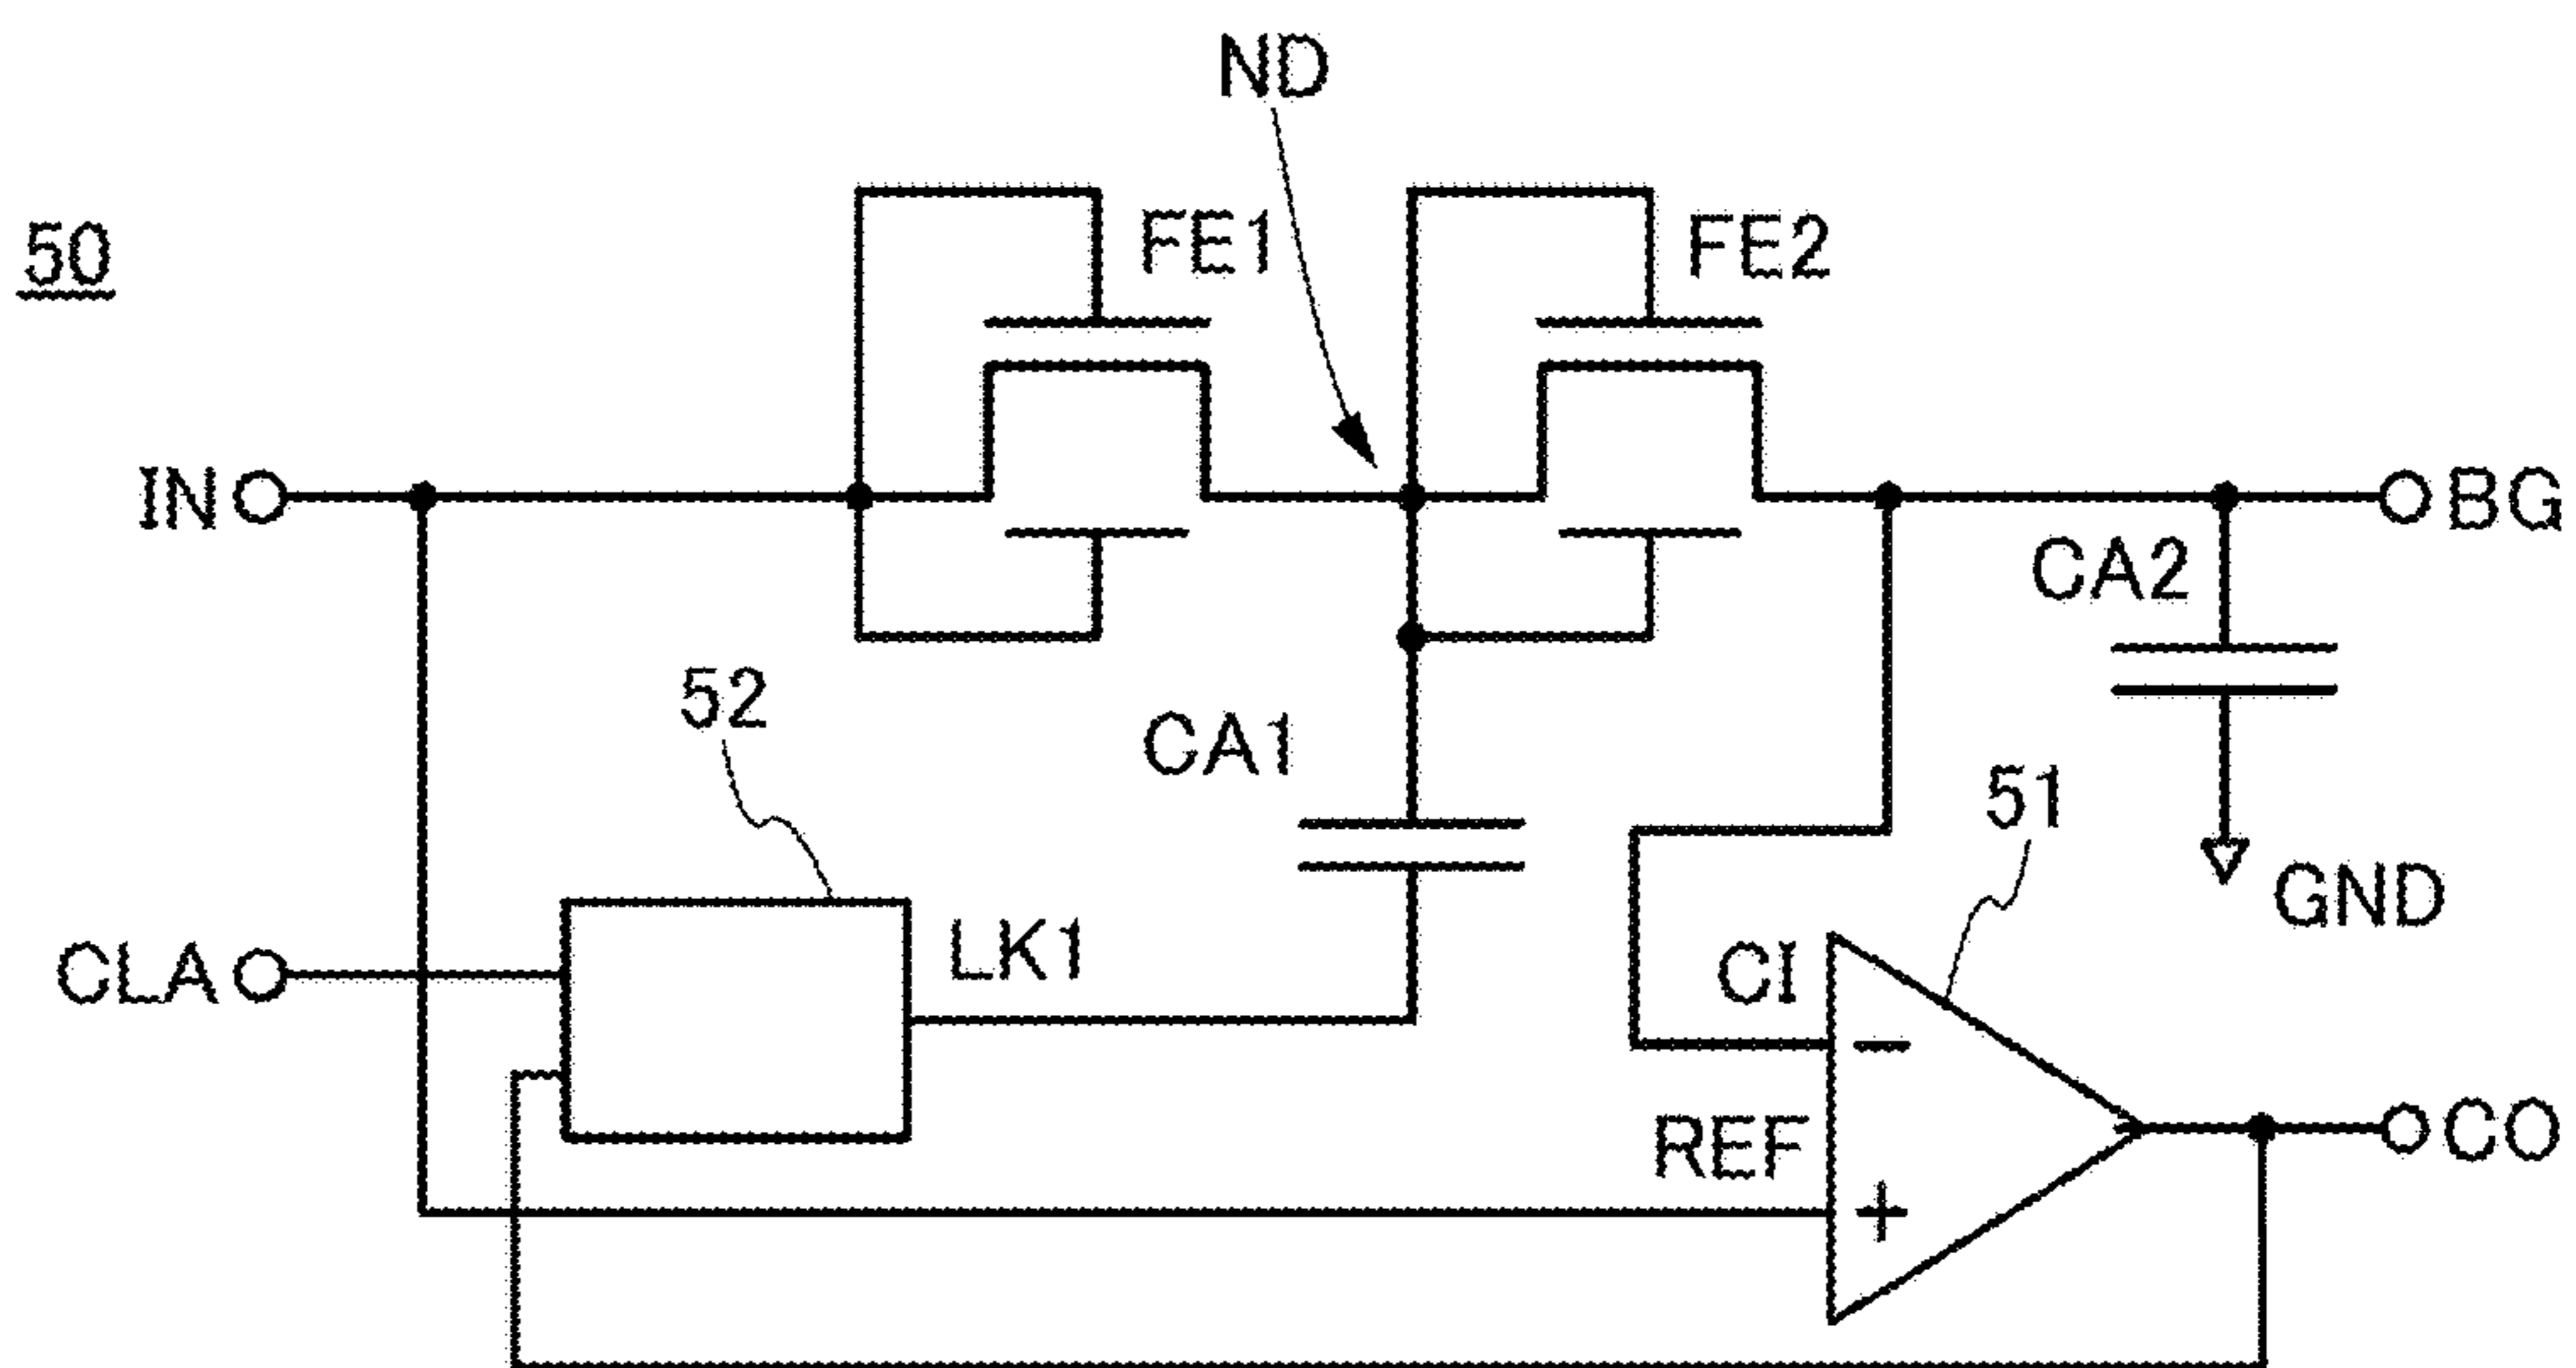 ND
50
FE1
FE2
IN
BG
CA2
52
CA1
51
GND
CLA
LK1
CI
−
REF
CO
+